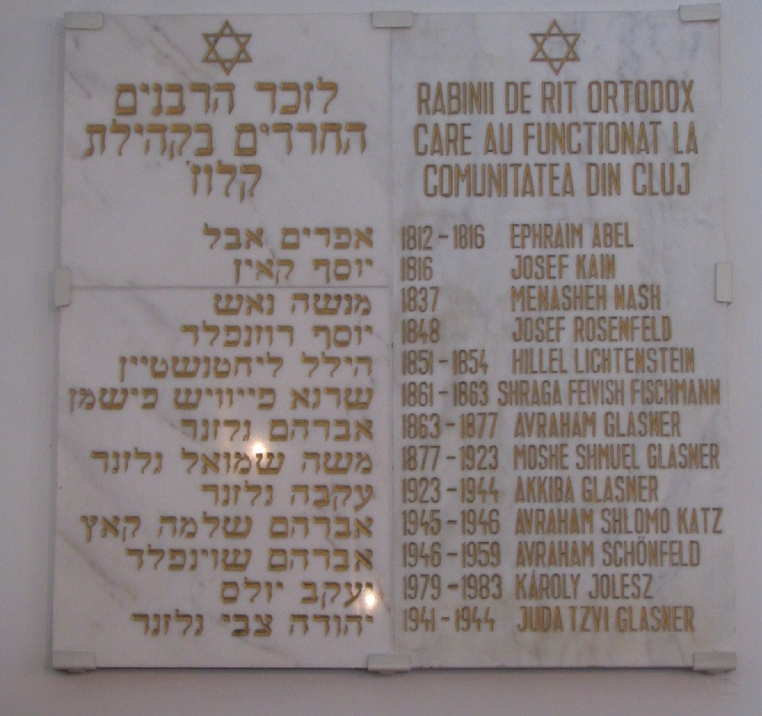 לזכר הרבנים
החרדים בקהילת
קלוז'
אפרים אבל
יוסף קאין
מנשה נאש
יוסף רוזנפלד
הילל ליחטנשטיין
שרגא פייוויש פישמן
אברהם גלזנר
משה שמואל גלזנר
עקבה גלזנר
אברהם שלמה קאץ
אברהם שוינפלד
יעקב יולס
יהודה צבי גלזנר
RABINII DE RIT ORTODOX
CARE AU FUNCTIONAT LA
COMUNITATEA DIN CLUJ
1812 - 1816 EPHRAIM ABEL
1816 JOSEF KAIN
1837 MENASHEH NASH
1848 JOSEF ROSENFELD
1851 - 1854 HILLEL LICHTENSTEIN
1861 - 1863 SHRAGA FEIVISH FISCHMANN
1863 - 1877 AVRAHAM GLASNER
1877 - 1923 MOSHE SHMUEL GLASNER
1923 - 1944 AKKIBA GLASNER
1945 - 1946 AVRAHAM SHLOMO KATZ
1946 - 1959 AVRAHAM SCHÖNFELD
1979 - 1983 KÁROLY JOLESZ
1941 - 1944 JUDA TZVI GLASNER